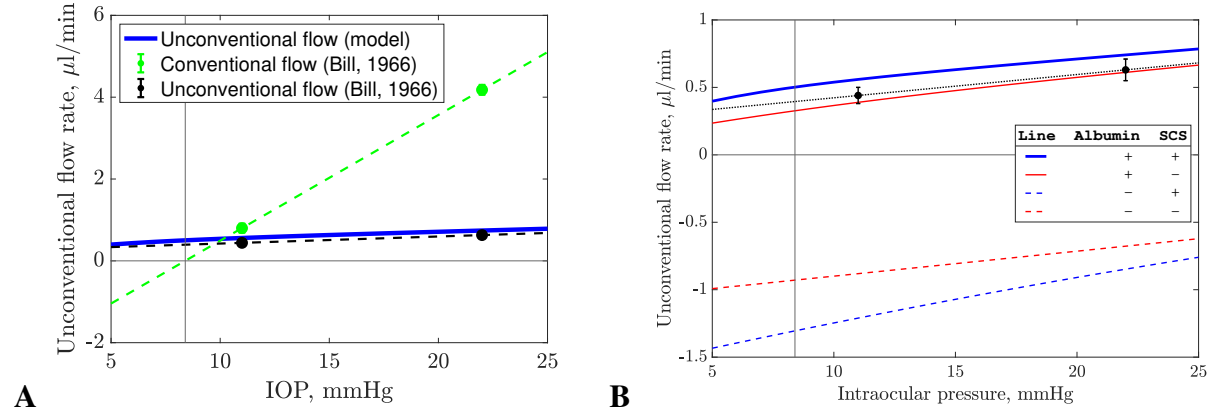 6
4
2
0
-2
Unconventional flow rate, μl/min
Unconventional flow (model)
Conventional flow (Bill, 1966)
Unconventional flow (Bill, 1966)
5 10 15 20 25
IOP, mmHg
A
1
0.5
0
-0.5
-1
-1.5
Unconventional flow rate, μl/min
Line Albumin SCS
+ +
+ −
− +
− −
5 10 15 20 25
Intraocular pressure, mmHg
B